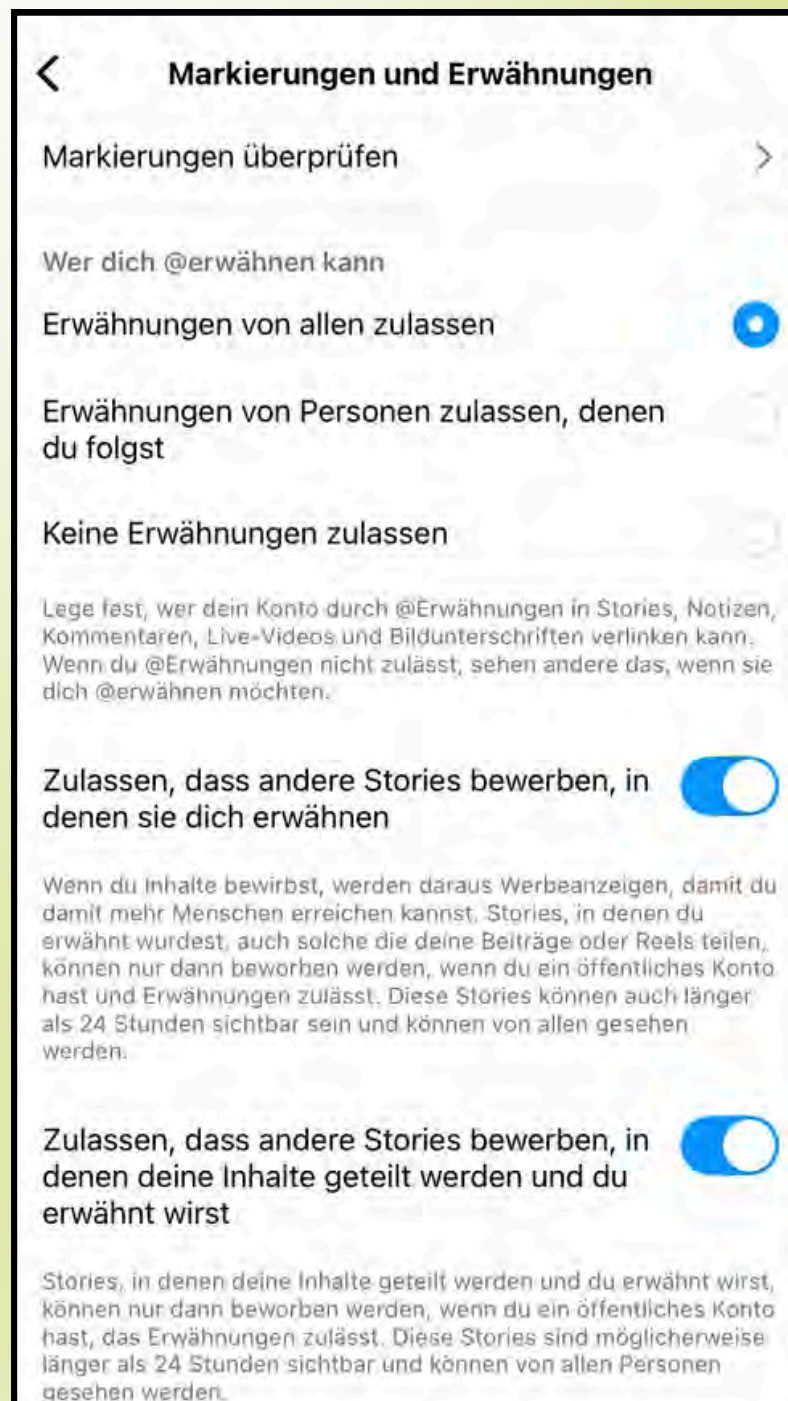 Markierungen und Erwähnungen
Markierungen überprüfen
Wer dich @erwähnen kann
Erwähnungen von allen zulassen
Erwähnungen von Personen zulassen, denen
du folgst
Keine Erwähnungen zulassen
Lege fest, wer dein Konto durch @Erwähnungen in Stories, Notizen,
Kommentaren, Live-Videos und Bildunterschriften verlinken kann.
Wenn du @Erwähnungen nicht zulässt, sehen andere das, wenn sie
dich @erwähnen möchten.
Zulassen, dass andere Stories bewerben, in
denen sie dich erwähnen
Wenn du Inhalte bewirbst, werden daraus Werbeanzeigen, damit du
damit mehr Menschen erreichen kannst. Stories, in denen du
erwähnt wurdest, auch solche die deine Beiträge oder Reels teilen,
können nur dann beworben werden, wenn du ein öffentliches Konto
hast und Erwähnungen zulässt. Diese Stories können auch länger
als 24 Stunden sichtbar sein und können von allen gesehen
werden.
Zulassen, dass andere Stories bewerben, in
denen deine Inhalte geteilt werden und du
erwähnt wirst
Stories, in denen deine Inhalte geteilt werden und du erwähnt wirst,
können nur dann beworben werden, wenn du ein öffentliches Konto
hast, das Erwähnungen zulässt. Diese Stories sind möglicherweise
länger als 24 Stunden sichtbar und können von allen Personen
gesehen werden.